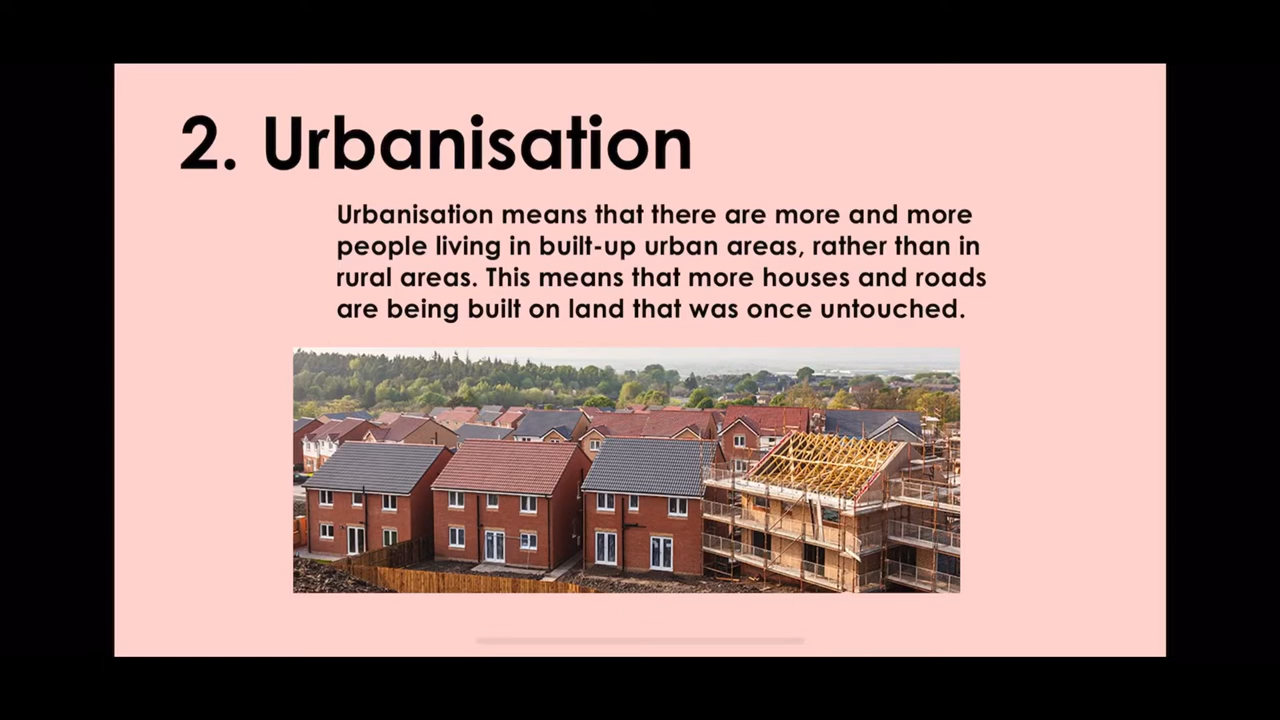 2. Urbanisation
Urbanisation means that there are more and more
people living in built-up urban areas, rather than in
rural areas. This means that more houses and roads
are being built on land that was once untouched.